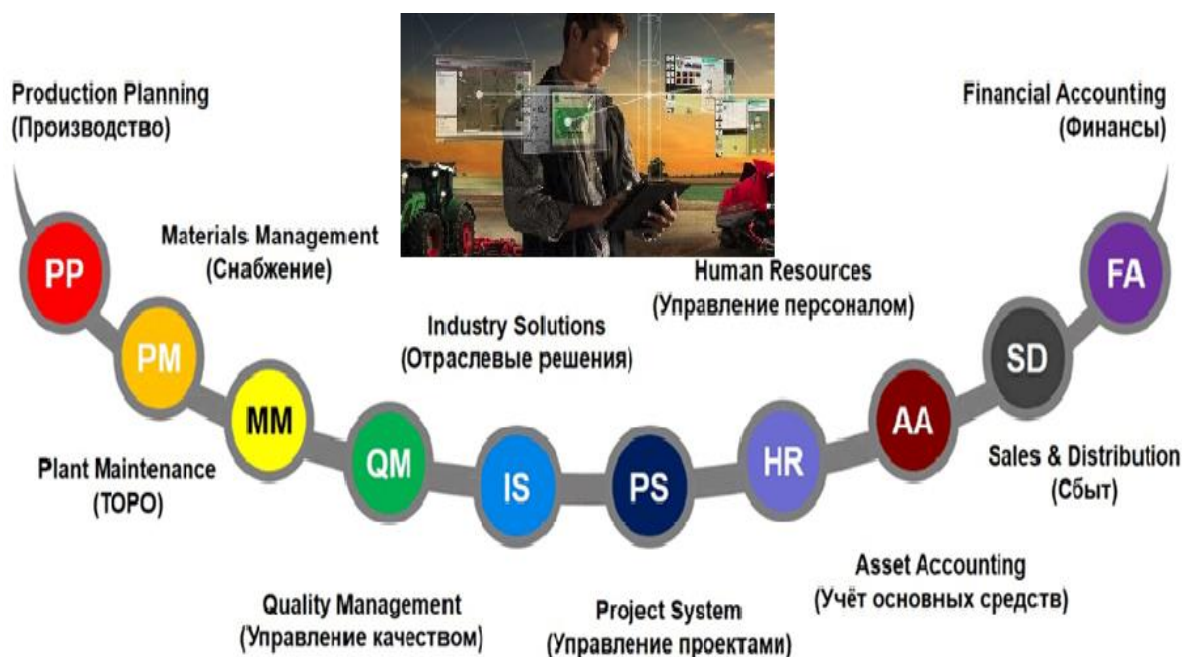 Production Planning
(Производство)
Financial Accounting
(Финансы)
Materials Management
(Снабжение)
Human Resources
(Управление персоналом)
Industry Solutions
(Отраслевые решения)
PP
PM
MM
QM
IS
PS
HR
AA
SD
FA
Plant Maintenance
(ТОРО)
Sales & Distribution
(Сбыт)
Quality Management
(Управление качеством)
Project System
(Управление проектами)
Asset Accounting
(Учёт основных средств)